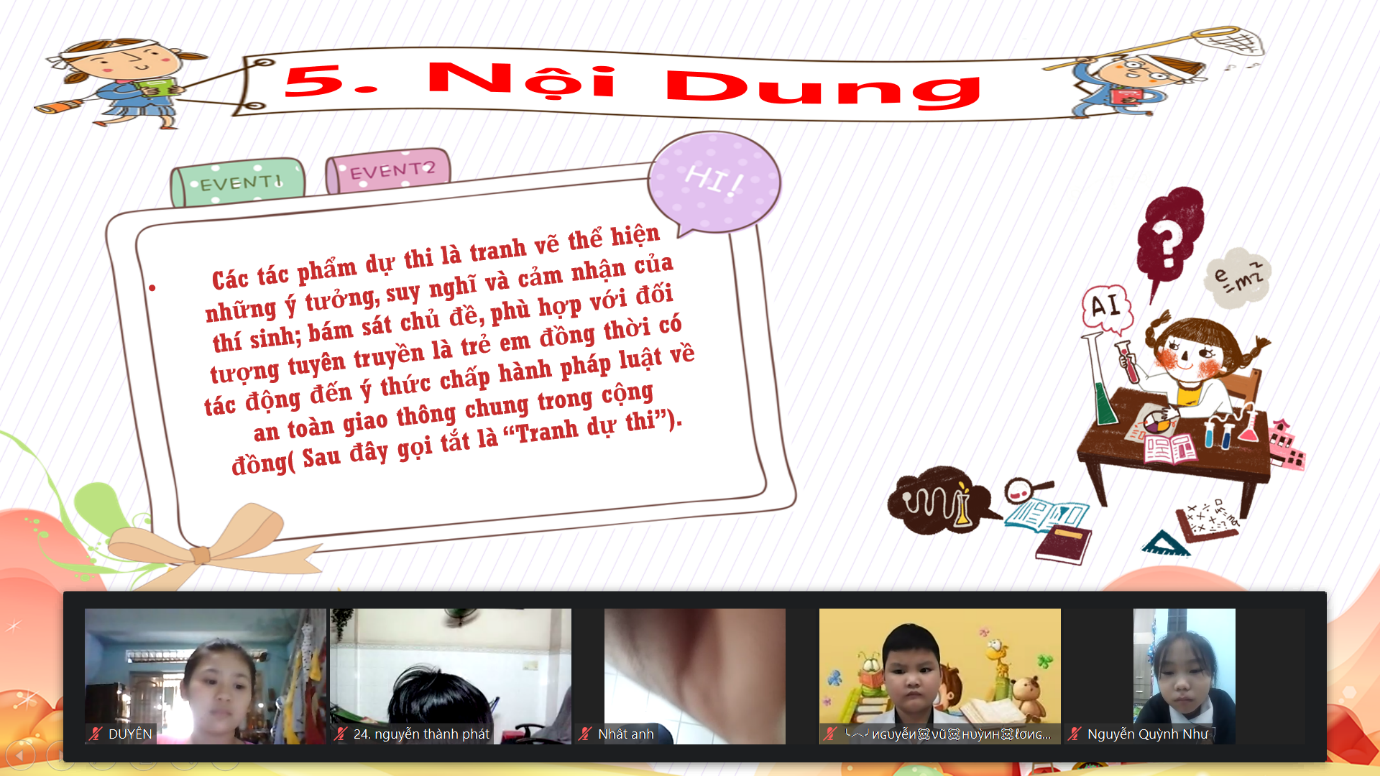 5. Nội Dung
EVENT1
EVENT2
HI!
• Các tác phẩm dự thi là tranh vẽ thể hiện
những ý tưởng, suy nghĩ và cảm nhận của
thí sinh; bám sát chủ đề, phù hợp với đối
tượng tuyên truyền là trẻ em đồng thời có
tác động đến ý thức chấp hành pháp luật về
an toàn giao thông chung trong cộng
đồng( Sau đây gọi tắt là “Tranh dự thi”).
?
e=mc2
AI
DUYÊN
24. nguyễn thành phát
Nhât anh
Nguyễn Quỳnh Như